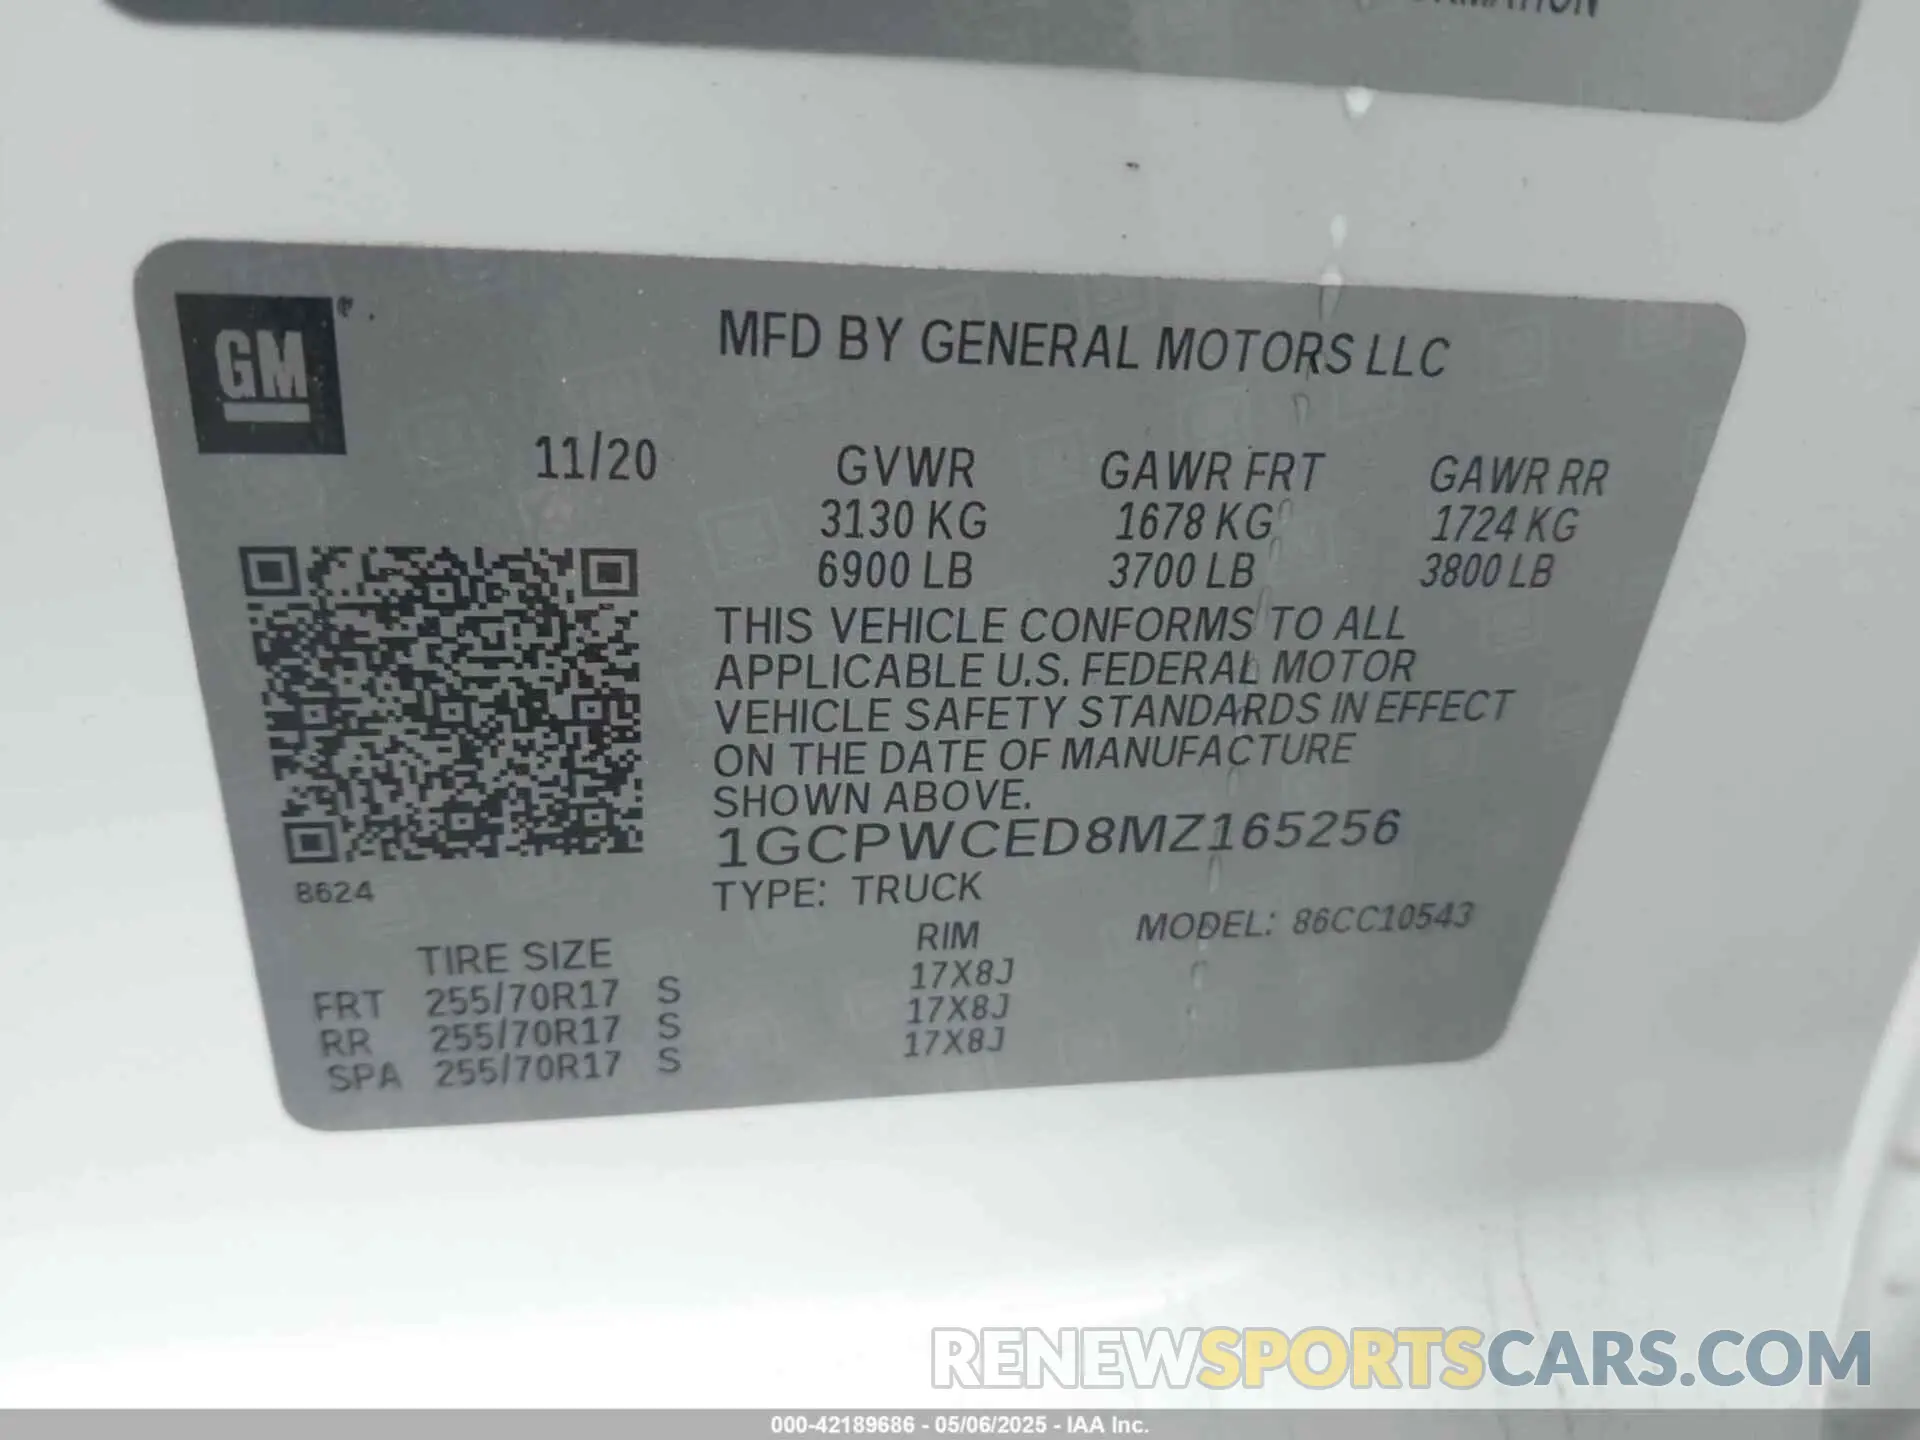 GM
MFD BY GENERAL MOTORS LLC
11/20 GVWR GAWR FRT GAWR RR
3130 KG 1678 KG 1724 KG
6900 LB 3700 LB 3800 LB
THIS VEHICLE CONFORMS TO ALL
APPLICABLE U.S. FEDERAL MOTOR
VEHICLE SAFETY STANDARDS IN EFFECT
ON THE DATE OF MANUFACTURE
SHOWN ABOVE.
1GCPWCED8MZ165256
8624
TYPE: TRUCK
MODEL: 86CC10543
TIRE SIZE RIM
FRT 255/70R17 S 17X8J
RR 255/70R17 S 17X8J
SPA 255/70R17 S 17X8J
RENEWSPORTSCARS.COM
000-42189686 - 05/06/2025 - IAA Inc.